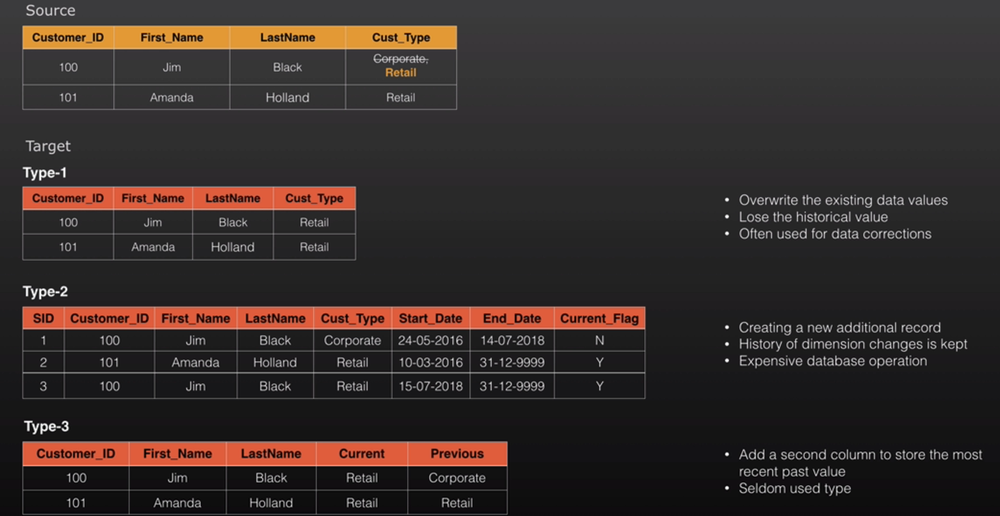 Source
Customer_ID First_Name LastName Cust_Type
100 Jim Black Corporate, Retail
101 Amanda Holland Retail
Target
Type-1
Customer_ID First_Name LastName Cust_Type
100 Jim Black Retail
101 Amanda Holland Retail
• Overwrite the existing data values
• Lose the historical value
• Often used for data corrections
Type-2
SID Customer_ID First_Name LastName Cust_Type Start_Date End_Date Current_Flag
1 100 Jim Black Corporate 24-05-2016 14-07-2018 N
2 101 Amanda Holland Retail 10-03-2016 31-12-9999 Y
3 100 Jim Black Retail 15-07-2018 31-12-9999 Y
• Creating a new additional record
• History of dimension changes is kept
• Expensive database operation
Type-3
Customer_ID First_Name LastName Current Previous
100 Jim Black Retail Corporate
101 Amanda Holland Retail Retail
• Add a second column to store the most
recent past value
• Seldom used type